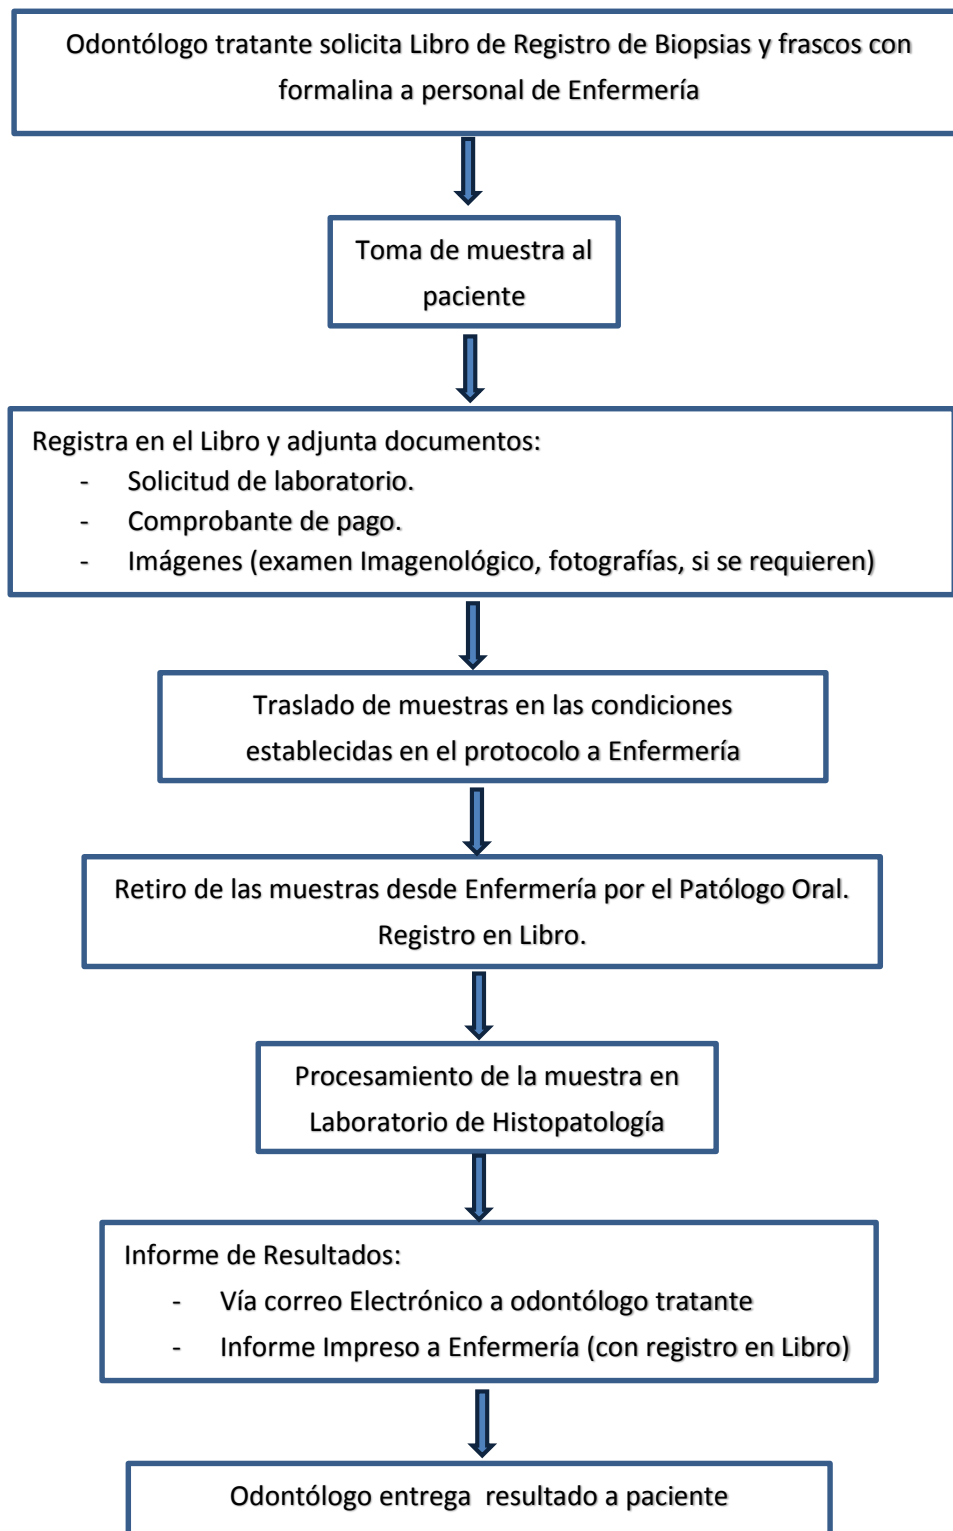 Odontólogo tratante solicita Libro de Registro de Biopsias y frascos con
formalina a personal de Enfermería
Toma de muestra al
paciente
Registra en el Libro y adjunta documentos:
- Solicitud de laboratorio.
- Comprobante de pago.
- Imágenes (examen Imagenológico, fotografías, si se requieren)
Traslado de muestras en las condiciones
establecidas en el protocolo a Enfermería
Retiro de las muestras desde Enfermería por el Patólogo Oral.
Registro en Libro.
Procesamiento de la muestra en
Laboratorio de Histopatología
Informe de Resultados:
- Vía correo Electrónico a odontólogo tratante
- Informe Impreso a Enfermería (con registro en Libro)
Odontólogo entrega resultado a paciente